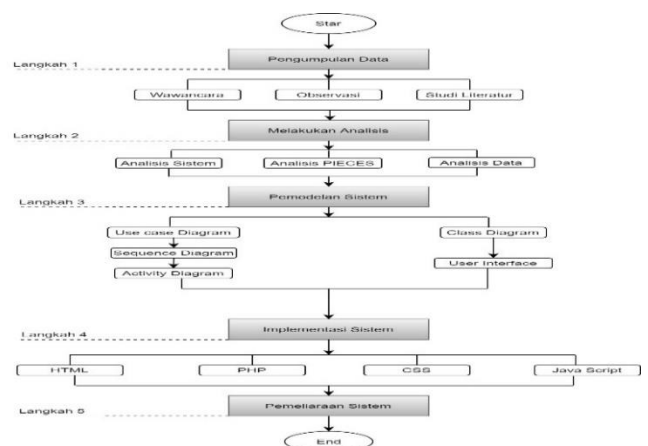 Star
Langkah 1
Pengumpulan Data
Wawancara
Observasi
Studi Literatur
Langkah 2
Melakukan Analisis
Analisis Sistem
Analisis PIECES
Analisis Data
Langkah 3
Pemodelan Sistem
Use case Diagram
Class Diagram
Sequence Diagram
User Interface
Activity Diagram
Langkah 4
Implementasi Sistem
HTML
PHP
CSS
Java Script
Langkah 5
Pemeliaraan Sistem
End